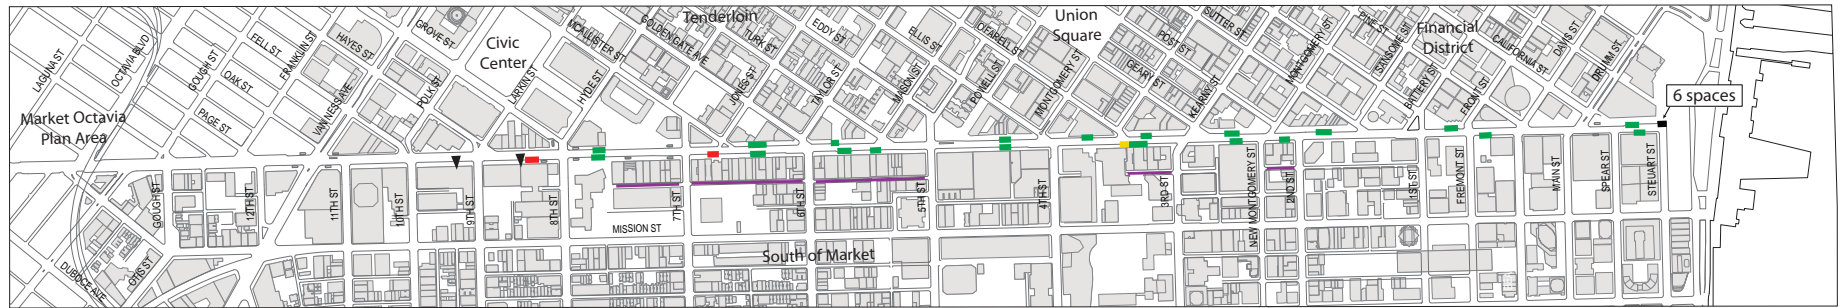 LAGUNA ST
OCTAVIA BLVD
GOUGH ST
FELL ST
OAK ST
PAGE ST
FRANKLIN ST
HAYES ST
VAN NESS AVE
GROVE ST
POLK ST
Civic
Center
LARKIN ST
MCALLISTER ST
HYDE ST
GOLDEN GATE AVE
Tenderloin
TURK ST
JONES ST
EDDY ST
TAYLOR ST
ELLIS ST
MASON ST
O'FARELL ST
POWELL ST
Union
Square
MONTGOMERY ST
GEARY ST
POST ST
SUTTER ST
KEARNY ST
MONTGOMERY ST
PINE ST
SANSOME ST
Financial
District
BATTERY ST
FRONT ST
CALIFORNIA ST
DAVIS ST
DRUMM ST
6 spaces
Market Octavia
Plan Area
GOUGH ST
12TH ST
11TH ST
10TH ST
9TH ST
8TH ST
7TH ST
6TH ST
5TH ST
4TH ST
3RD ST
NEW MONTGOMERY ST
2ND ST
1ST ST
FREMONT ST
MAIN ST
SPEAR ST
STEUART ST
MISSION ST
South of Market
DUBOCE AVE
OTIS ST